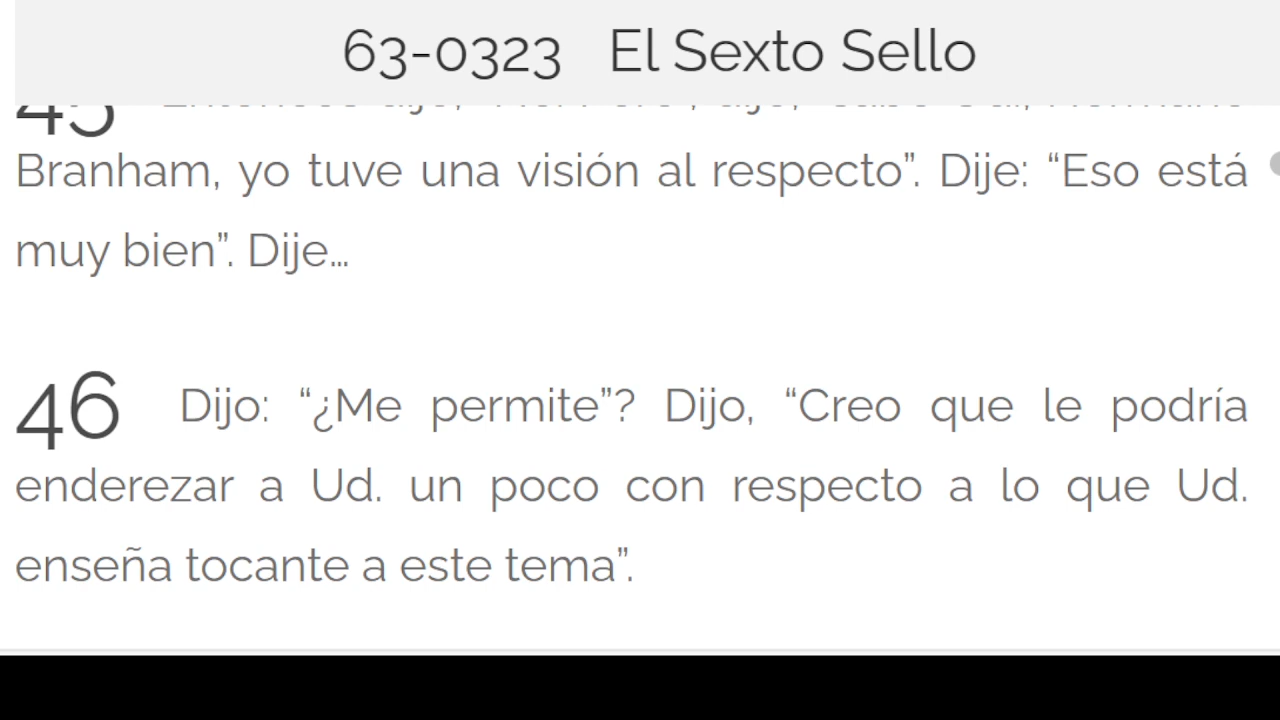 63-0323 El Sexto Sello
45
Branham, yo tuve una visión al respecto”. Dije: “Eso está
muy bien”. Dije…
46 Dijo: “¿Me permite”? Dijo, “Creo que le podría
enderezar a Ud. un poco con respecto a lo que Ud.
enseña tocante a este tema”.